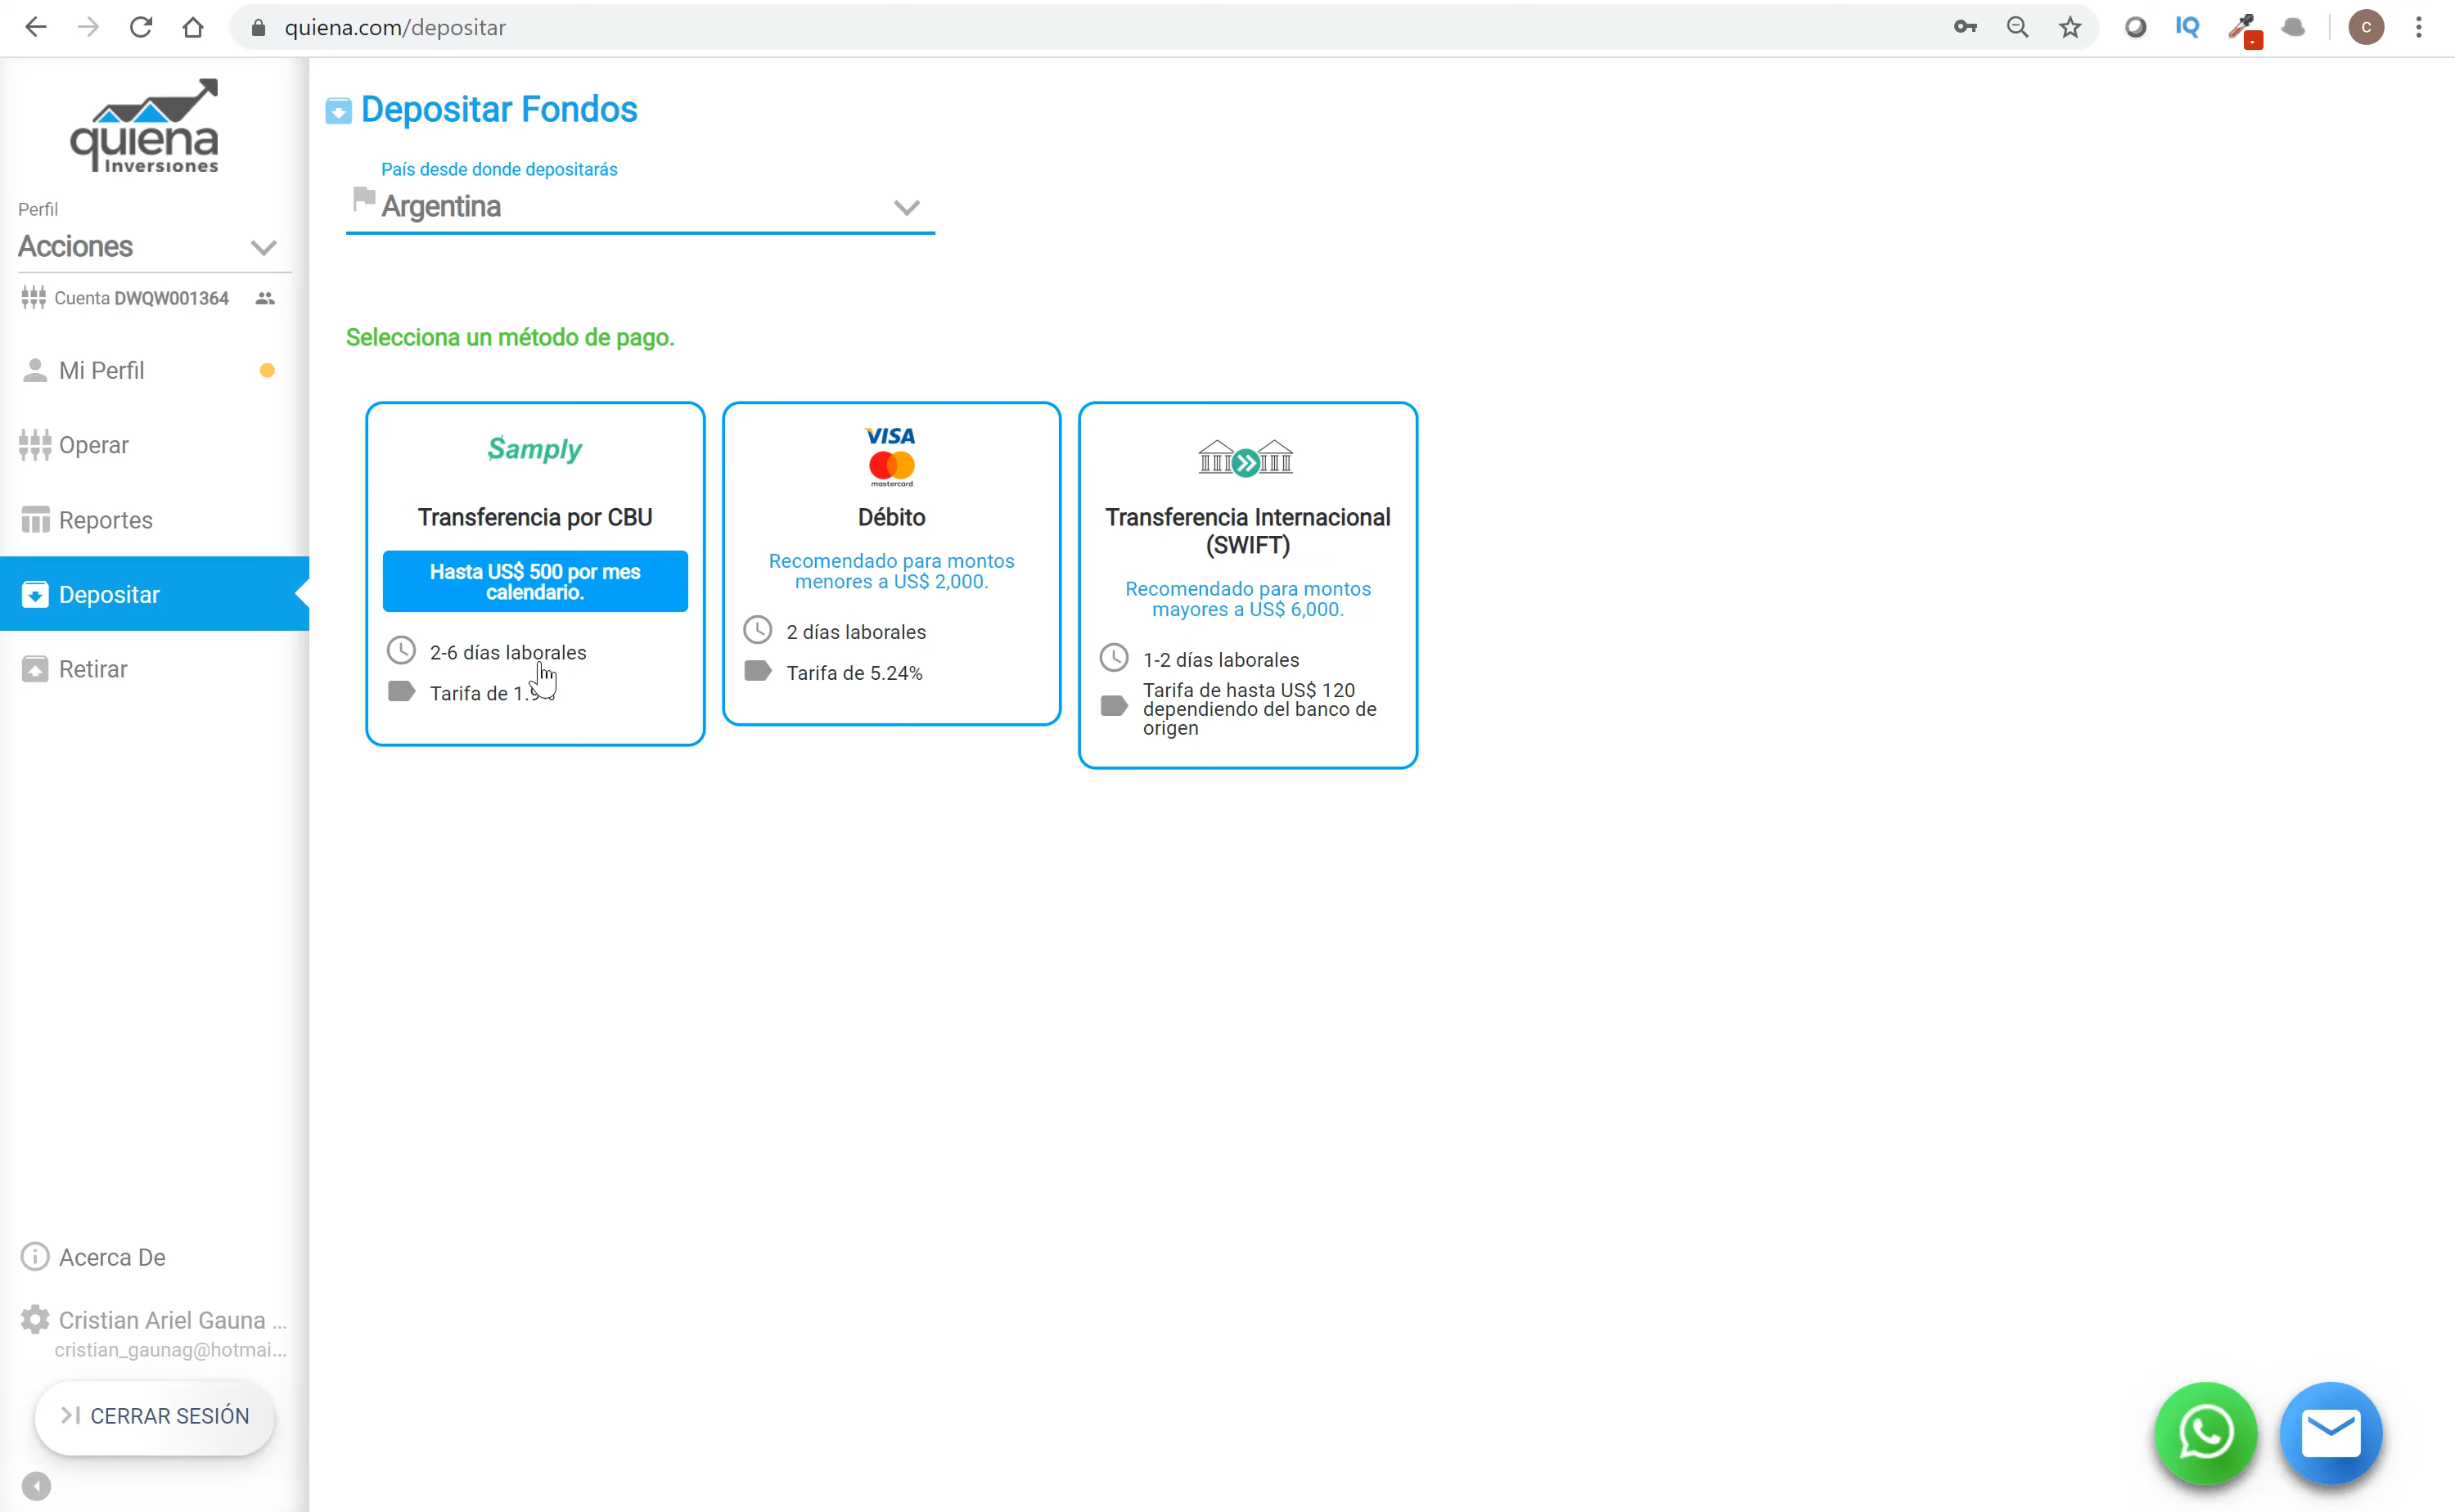 quiena.com/depositar
IQ
C
quiena
Inversiones
Perfil
Acciones
Cuenta DWQW001364
Mi Perfil
Operar
Reportes
Depositar
Retirar
Acerca De
Cristian Ariel Gauna ...
cristian_gaunag@hotmai...
CERRAR SESIÓN
Depositar Fondos
País desde donde depositarás
Argentina
Selecciona un método de pago.
Samply
Transferencia por CBU
Hasta US$ 500 por mes
calendario.
2-6 días laborales
Tarifa de
VISA
mastercard
Débito
Recomendado para montos
menores a US$ 2,000.
2 días laborales
Tarifa de 5.24%
Transferencia Internacional
(SWIFT)
Recomendado para montos
mayores a US$ 6,000.
1-2 días laborales
Tarifa de hasta US$ 120
dependiendo del banco de
origen